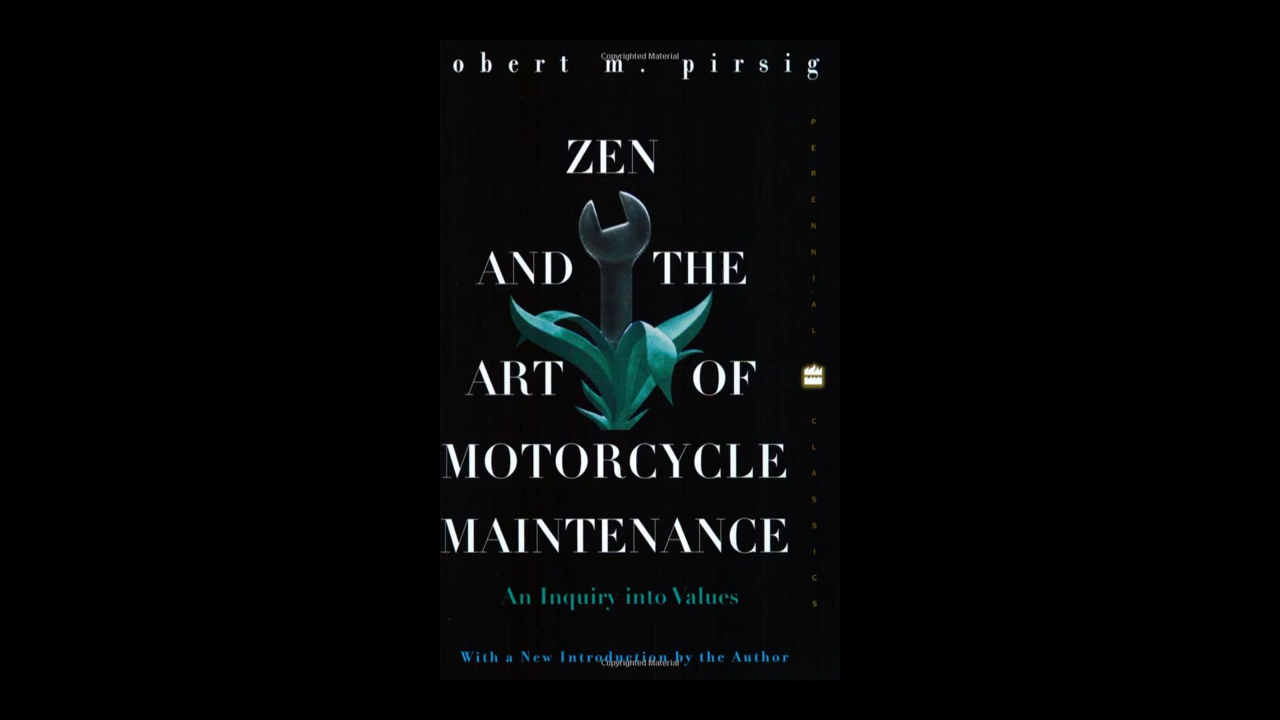 Copyrighted Material
obert m. pirsig
ZEN
AND THE
ART OF
MOTORCYCLE
MAINTENANCE
An Inquiry into Values
With a New Introduction by the Author
Copyrighted Material
PERENNIAL
CLASSICS